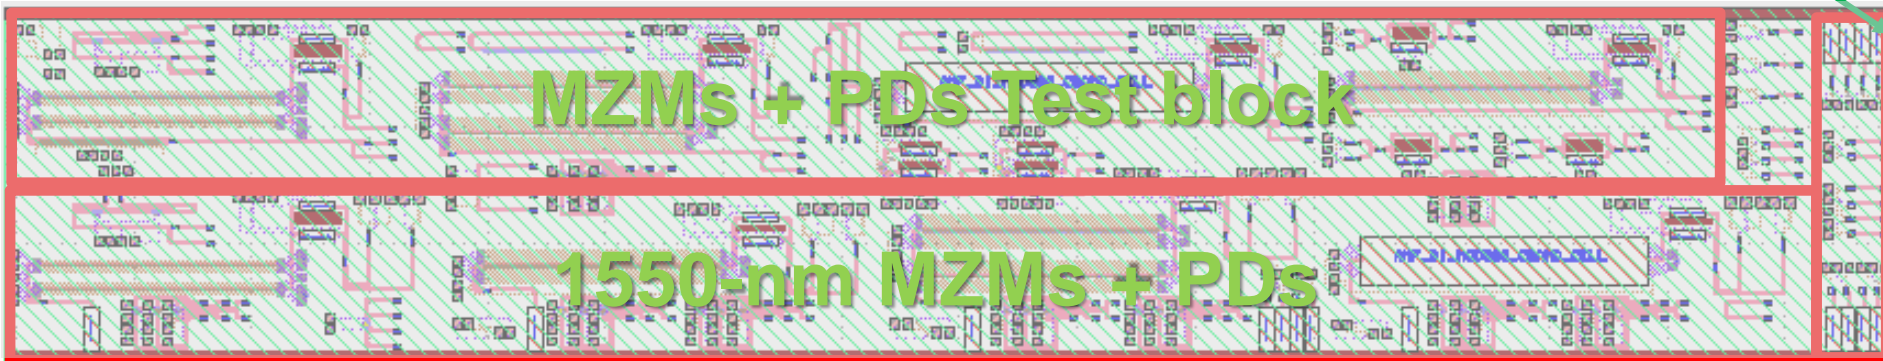 MZMs + PDs Test block
1550-nm MZMs + PDs